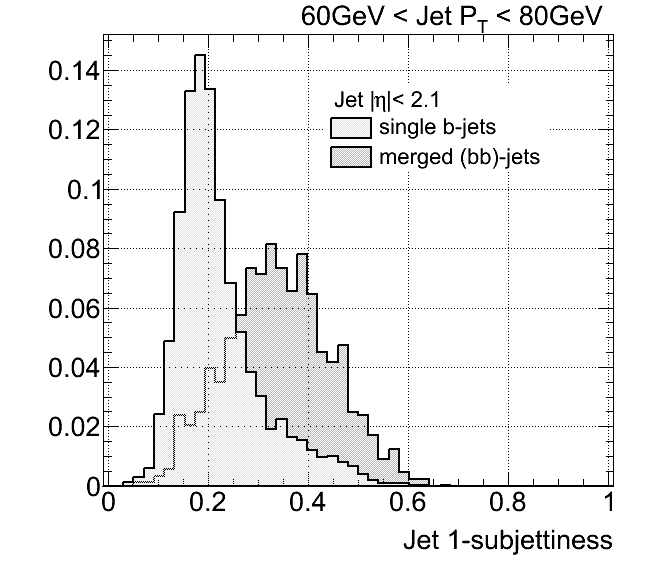 60GeV < Jet P_T < 80GeV
0.14
Jet |η|< 2.1
0.12
single b-jets
merged (bb)-jets
0.1
0.08
0.06
0.04
0.02
0
0 0.2 0.4 0.6 0.8 1
Jet 1-subjettiness